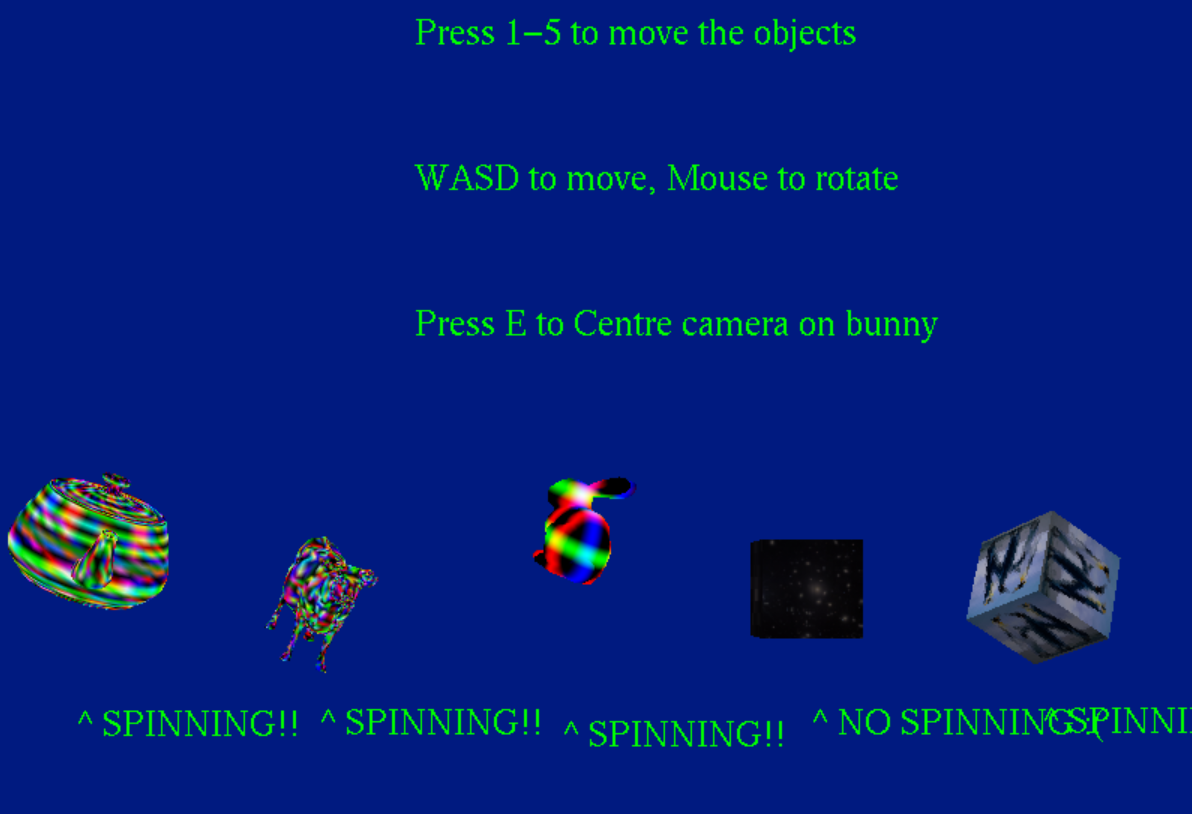 Press 1–5 to move the objects
WASD to move, Mouse to rotate
Press E to Centre camera on bunny
^ SPINNING!! ^ SPINNING!! ^ SPINNING!! ^ NO SPINNING :( ^ SPINNI